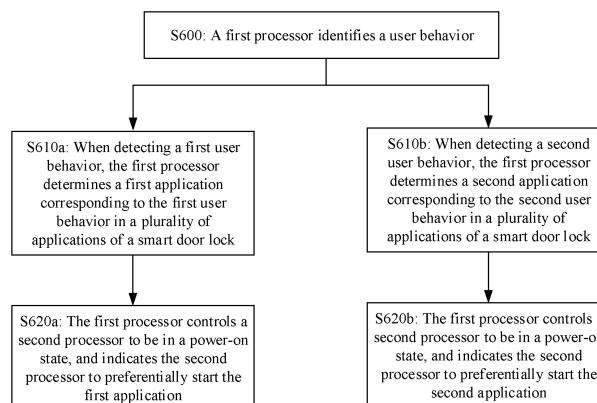 S600: A first processor identifies a user behavior
S610a: When detecting a first user
behavior, the first processor
determines a first application
corresponding to the first user
behavior in a plurality of
applications of a smart door lock
S610b: When detecting a second
user behavior, the first processor
determines a second application
corresponding to the second user
behavior in a plurality of
applications of a smart door lock
S620a: The first processor controls a
second processor to be in a power-on
state, and indicates the second
processor to preferentially start the
first application
S620b: The first processor controls
second processor to be in a power-on
state, and indicates the second
processor to preferentially start the
second application